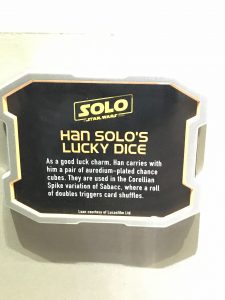 SOLO
A STAR WARS STORY
HAN SOLO'S
LUCKY DICE
As a good luck charm, Han carries with
him a pair of aurodium-plated chance
cubes. They are used in the Corellian
Spike variation of Sabacc, where a roll
of doubles triggers card shuffles.
Loan courtesy of Lucasfilm Ltd